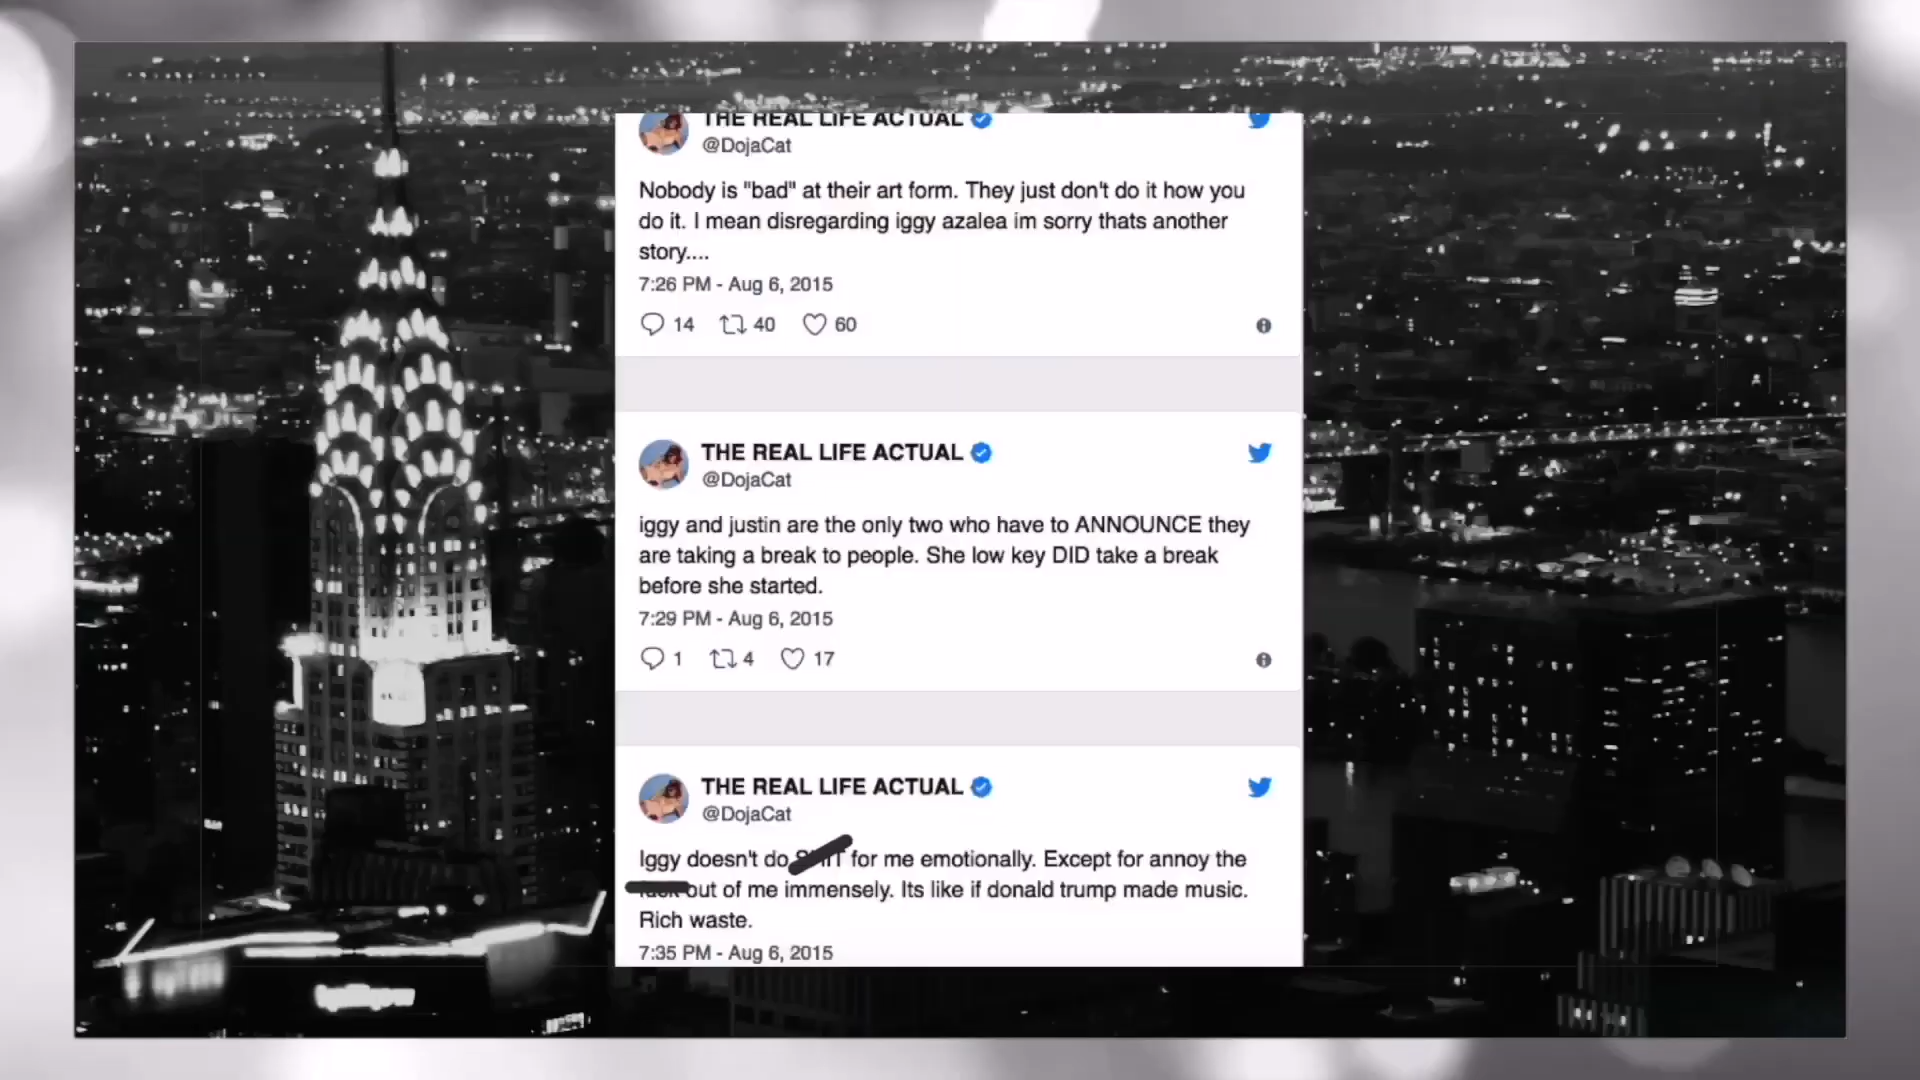 THE REAL LIFE ACTUAL
@DojaCat
Nobody is "bad" at their art form. They just don't do it how you
do it. I mean disregarding iggy azalea im sorry thats another
story....
7:26 PM - Aug 6, 2015
14 40 60
THE REAL LIFE ACTUAL
@DojaCat
iggy and justin are the only two who have to ANNOUNCE they
are taking a break to people. She low key DID take a break
before she started.
7:29 PM - Aug 6, 2015
1 4 17
THE REAL LIFE ACTUAL
@DojaCat
Iggy doesn't do for me emotionally. Except for annoy the
out of me immensely. Its like if donald trump made music.
Rich waste.
7:35 PM - Aug 6, 2015